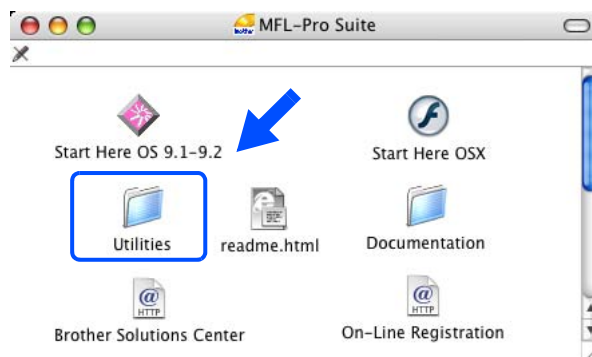 MFL-Pro Suite
Start Here OS 9.1-9.2
Start Here OSX
Utilities
readme.html
Documentation
HTTP
HTTP
Brother Solutions Center
On-Line Registration